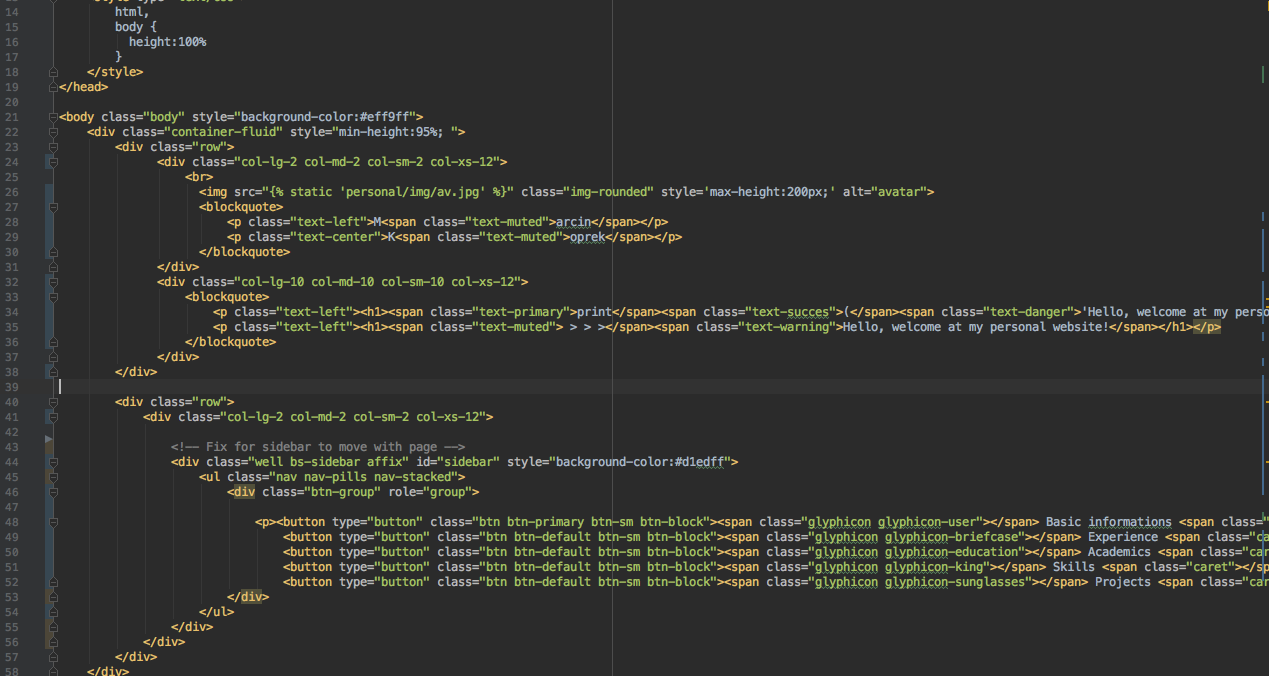 14 html,
15 body {
16 height:100%
17 }
18 </style>
19 </head>
20
21 <body class="body" style="background-color:#eff9ff">
22 <div class="container-fluid" style="min-height:95%; ">
23 <div class="row">
24 <div class="col-lg-2 col-md-2 col-sm-2 col-xs-12">
25 <br>
26 <img src="{% static 'personal/img/av.jpg' %}" class="img-rounded" style='max-height:200px;' alt="avatar">
27 <blockquote>
28 <p class="text-left">M<span class="text-muted">arcin</span></p>
29 <p class="text-center">K<span class="text-muted">oprek</span></p>
30 </blockquote>
31 </div>
32 <div class="col-lg-10 col-md-10 col-sm-10 col-xs-12">
33 <blockquote>
34 <p class="text-left"><h1><span class="text-primary">print</span><span class="text-succes">(</span><span class="text-danger">'Hello, welcome at my perso
35 <p class="text-left"><h1><span class="text-muted"> > > ></span><span class="text-warning">Hello, welcome at my personal website!</span></h1></p>
36 </blockquote>
37 </div>
38 </div>
39
40 <div class="row">
41 <div class="col-lg-2 col-md-2 col-sm-2 col-xs-12">
42
43 <!-- Fix for sidebar to move with page -->
44 <div class="well bs-sidebar affix" id="sidebar" style="background-color:#d1edff">
45 <ul class="nav nav-pills nav-stacked">
46 <div class="btn-group" role="group">
47
48 <p><button type="button" class="btn btn-primary btn-sm btn-block"><span class="glyphicon glyphicon-user"></span> Basic informations <span class="
49 <button type="button" class="btn btn-default btn-sm btn-block"><span class="glyphicon glyphicon-briefcase"></span> Experience <span class="ca
50 <button type="button" class="btn btn-default btn-sm btn-block"><span class="glyphicon glyphicon-education"></span> Academics <span class="car
51 <button type="button" class="btn btn-default btn-sm btn-block"><span class="glyphicon glyphicon-king"></span> Skills <span class="caret"></sp
52 <button type="button" class="btn btn-default btn-sm btn-block"><span class="glyphicon glyphicon-sunglasses"></span> Projects <span class="car
53 </div>
54 </ul>
55 </div>
56 </div>
57 </div>
58 </div>